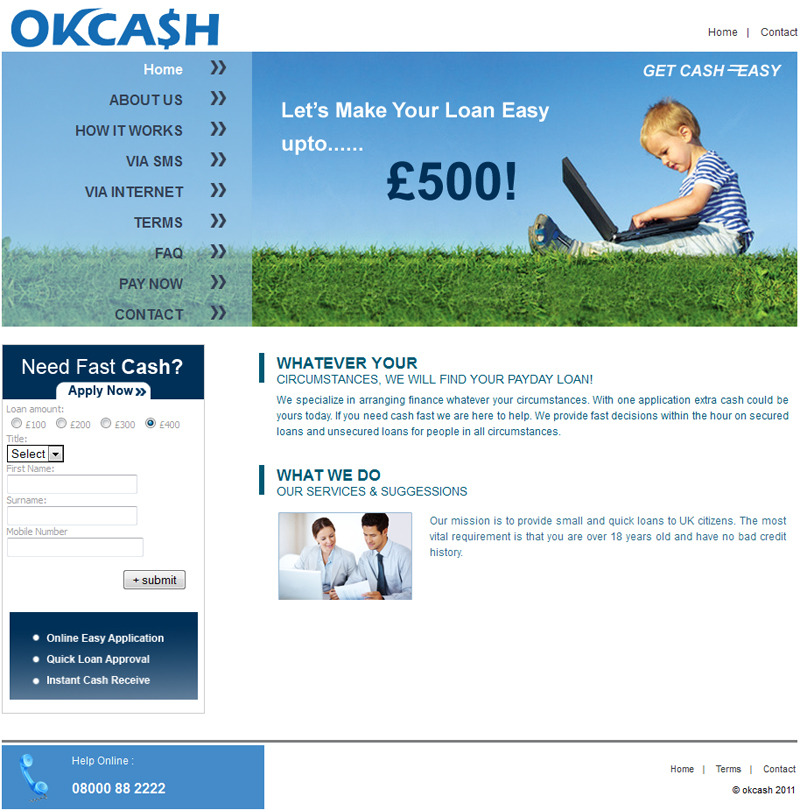 OKCA$H
Home | Contact
Home
ABOUT US
HOW IT WORKS
VIA SMS
VIA INTERNET
TERMS
FAQ
PAY NOW
CONTACT
GET CASH EASY
Let's Make Your Loan Easy
upto......
£500!
Need Fast Cash?
Apply Now
Loan amount:
£100 £200 £300 £400
Title:
Select
First Name:
Surname:
Mobile Number
+ submit
Online Easy Application
Quick Loan Approval
Instant Cash Receive
WHATEVER YOUR
CIRCUMSTANCES, WE WILL FIND YOUR PAYDAY LOAN!
We specialize in arranging finance whatever your circumstances. With one application extra cash could be
yours today. If you need cash fast we are here to help. We provide fast decisions within the hour on secured
loans and unsecured loans for people in all circumstances.
WHAT WE DO
OUR SERVICES & SUGGESSIONS
Our mission is to provide small and quick loans to UK citizens. The most
vital requirement is that you are over 18 years old and have no bad credit
history.
Help Online :
08000 88 2222
Home | Terms | Contact
© okcash 2011